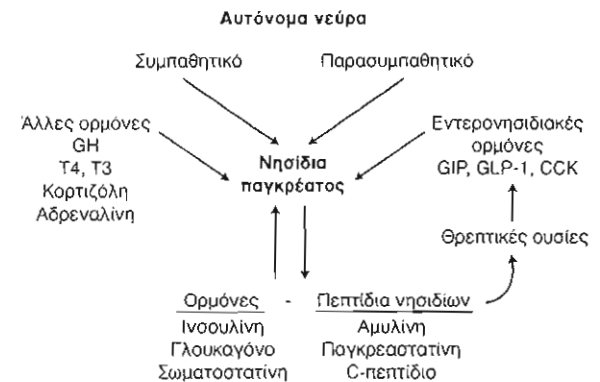 Αυτόνομα νεύρα
Συμπαθητικό
Παρασυμπαθητικό
Άλλες ορμόνες
GH
T4, T3
Κορτιζόλη
Αδρεναλίνη
Νησίδια
παγκρέατος
Εντερονησιδιακές
ορμόνες
GIP, GLP-1, CCK
Θρεπτικές ουσίες
Ορμόνες - Πεπτίδια νησιδίων
Ινσουλίνη
Γλουκαγόνο
Σωματοστατίνη
Αμυλίνη
Παγκρεαστατίνη
C-πεπτίδιο